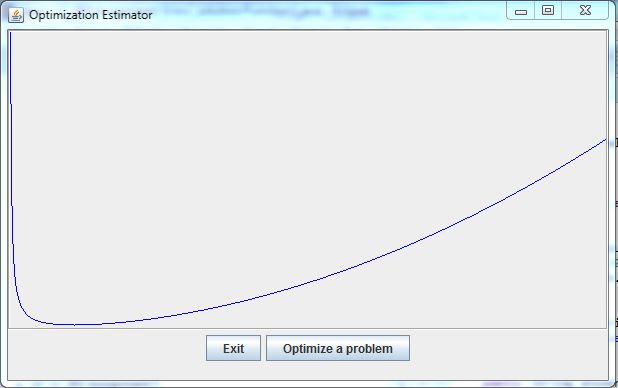 Optimization Estimator
Exit
Optimize a problem